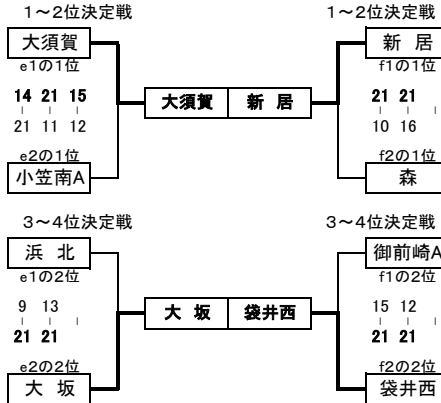 1～2位決定戦 1～2位決定戦
大須賀 新 居
e1の1位 f1の1位
大須賀 新 居
14 21 15 21 21
21 11 12 10 16
e2の1位 f2の1位
小笠南A 森
3～4位決定戦 3～4位決定戦
浜 北 御前崎A
e1の2位 f1の2位
9 13 15 12
大 坂 袋井西
21 21 21 21
e2の2位 f2の2位
大 坂 袋井西